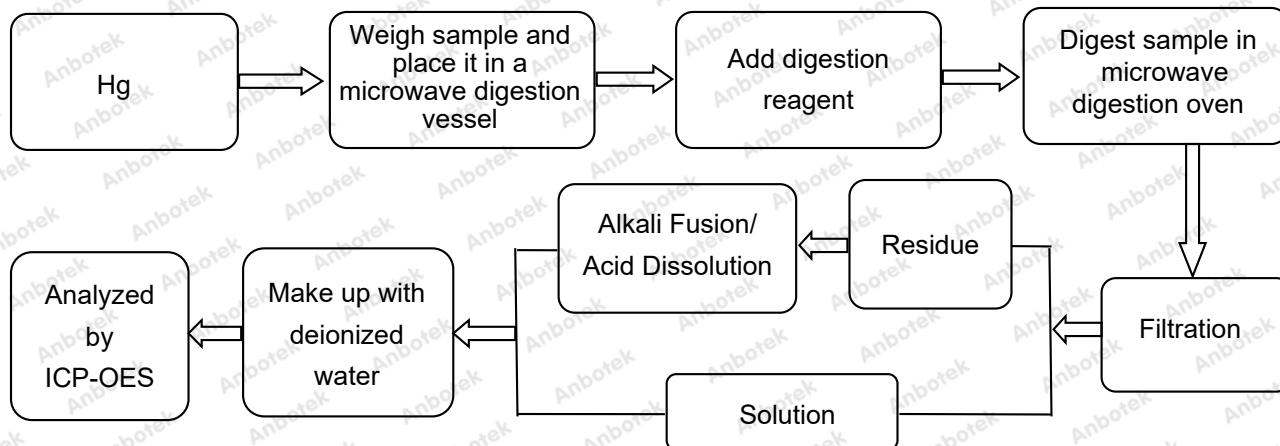 Hg
Weigh sample and
place it in a
microwave digestion
vessel
Add digestion
reagent
Digest sample in
microwave
digestion oven
Filtration
Residue
Alkali Fusion/
Acid Dissolution
Solution
Make up with
deionized
water
Analyzed
by
ICP-OES
Anbotek